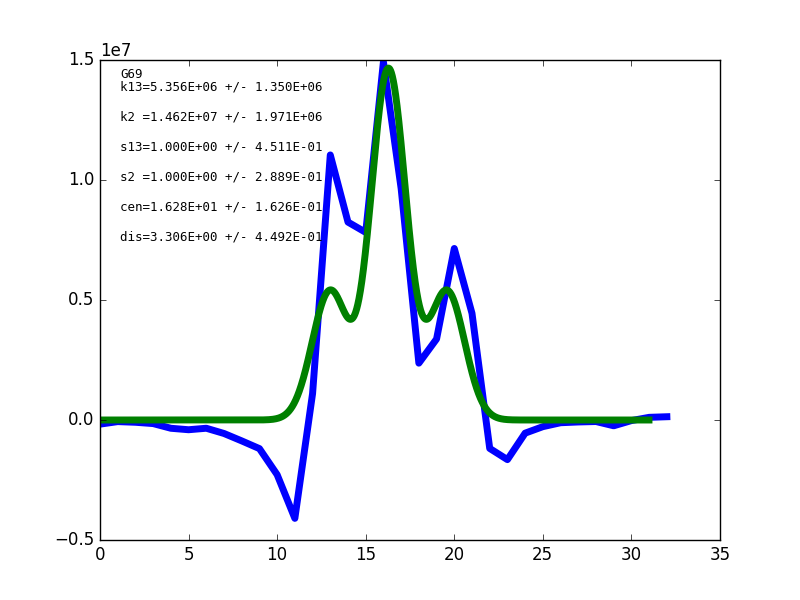 1e7
1.5
G69
k13=5.356E+06 +/- 1.350E+06
k2 =1.462E+07 +/- 1.971E+06
s13=1.000E+00 +/- 4.511E-01
1.0
s2 =1.000E+00 +/- 2.889E-01
cen=1.628E+01 +/- 1.626E-01
dis=3.306E+00 +/- 4.492E-01
0.5
0.0
−0.5
0 5 10 15 20 25 30 35